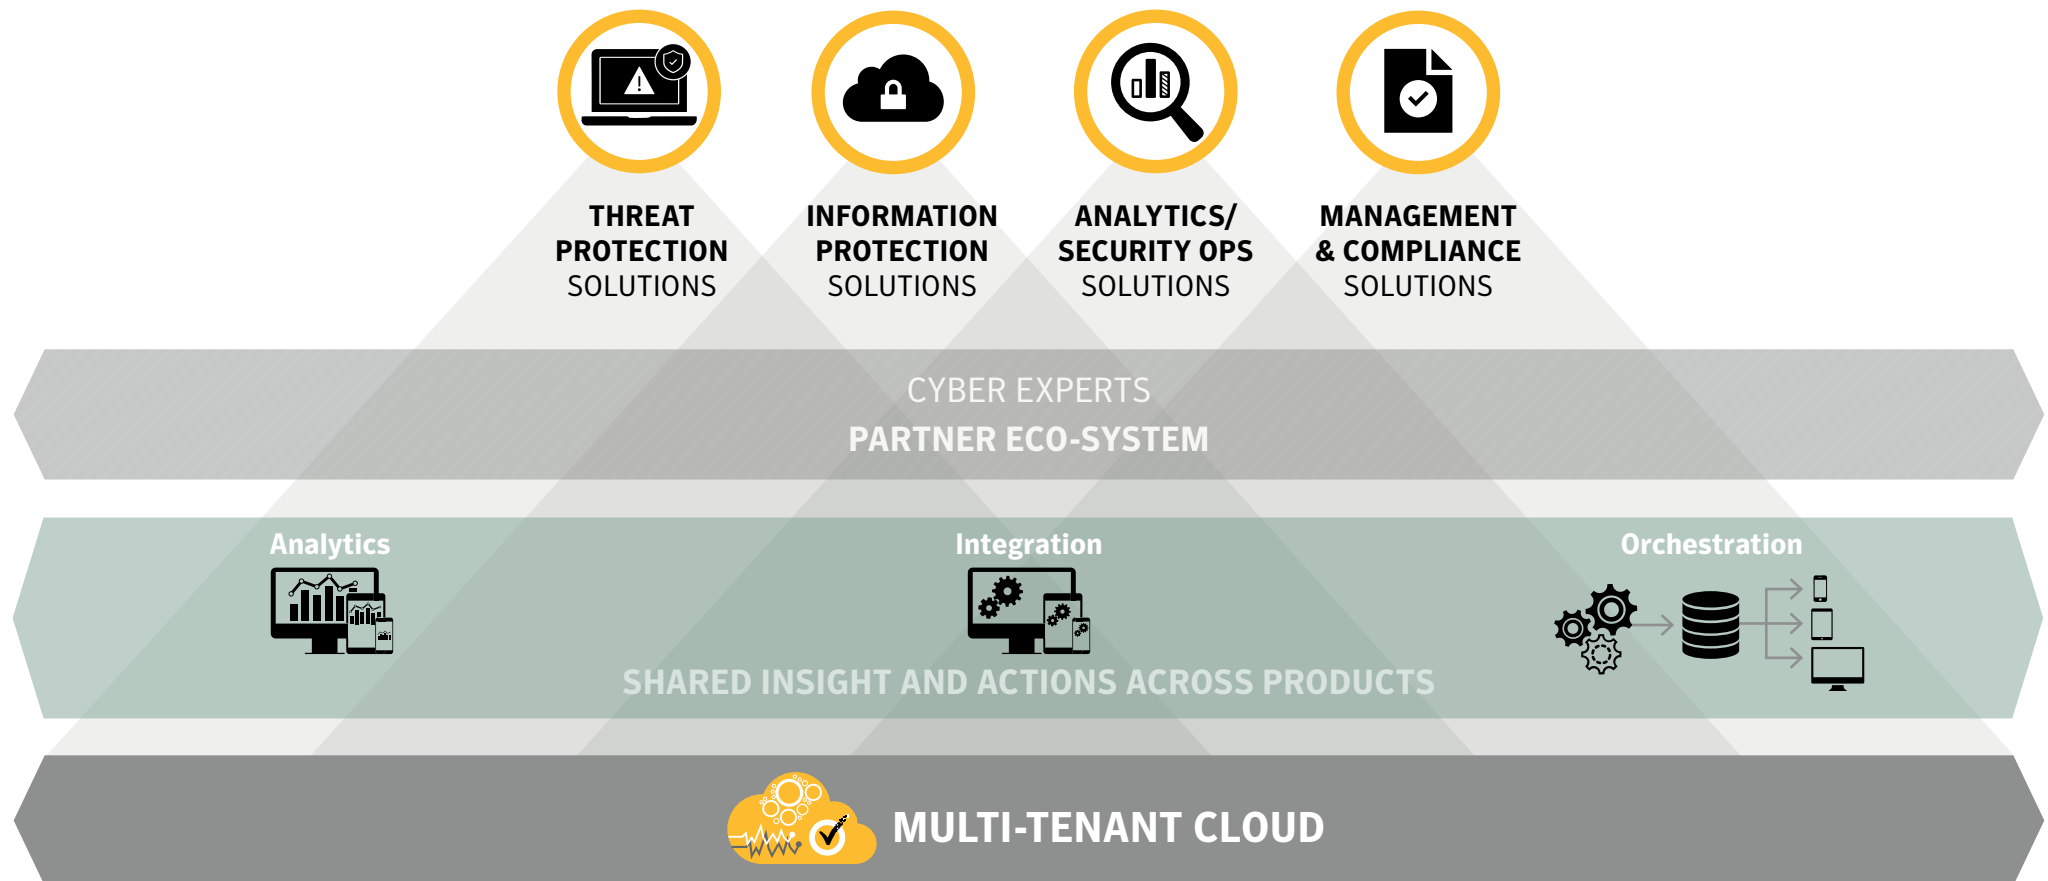 THREAT
PROTECTION
SOLUTIONS
INFORMATION
PROTECTION
SOLUTIONS
ANALYTICS/
SECURITY OPS
SOLUTIONS
MANAGEMENT
& COMPLIANCE
SOLUTIONS
CYBER EXPERTS
PARTNER ECO-SYSTEM
Analytics
Integration
Orchestration
SHARED INSIGHT AND ACTIONS ACROSS PRODUCTS
MULTI-TENANT CLOUD